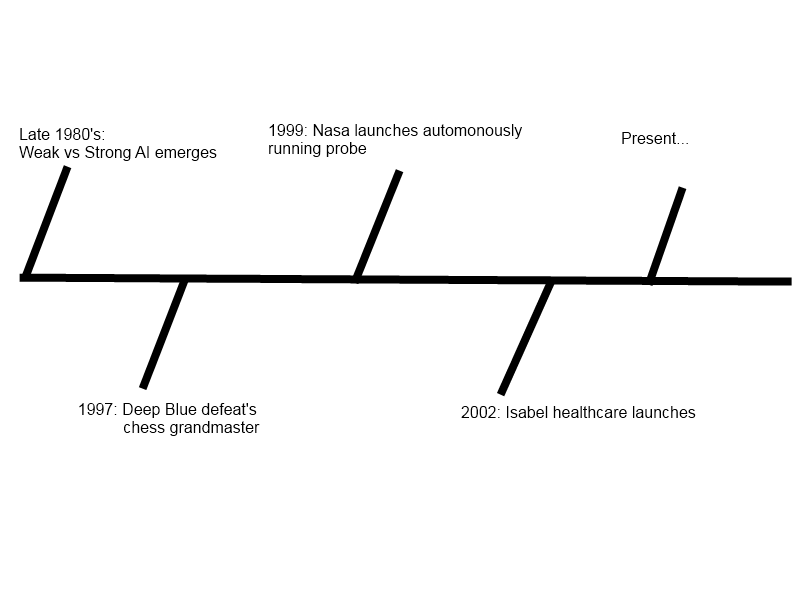 Late 1980's:
Weak vs Strong AI emerges
1999: Nasa launches automonously
running probe
Present...
1997: Deep Blue defeat's
chess grandmaster
2002: Isabel healthcare launches